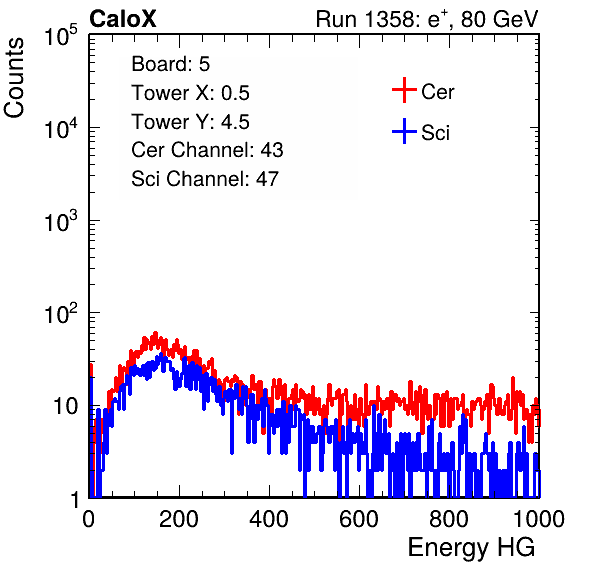 CaloX Run 1358: e⁺, 80 GeV
Counts
10⁵
10⁴
10³
10²
10
1
Board: 5
Tower X: 0.5
Tower Y: 4.5
Cer Channel: 43
Sci Channel: 47
Cer
Sci
0 200 400 600 800 1000
Energy HG